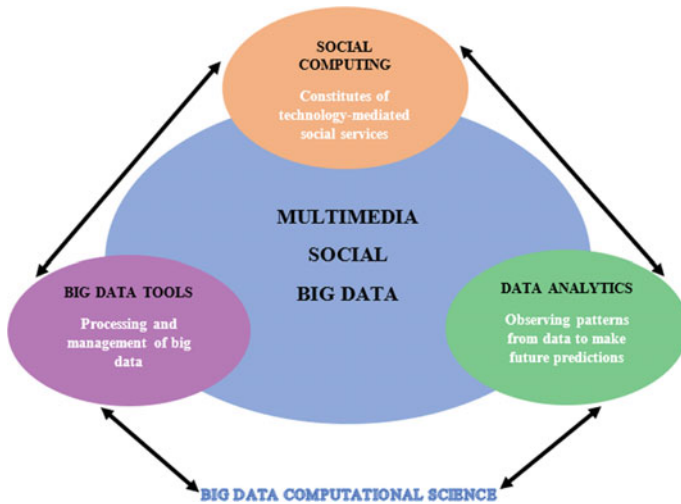 SOCIAL
COMPUTING
Constitutes of
technology-mediated
social services
MULTIMEDIA
SOCIAL
BIG DATA
BIG DATA TOOLS
Processing and
management of big
data
DATA ANALYTICS
Observing patterns
from data to make
future predictions
BIG DATA COMPUTATIONAL SCIENCE